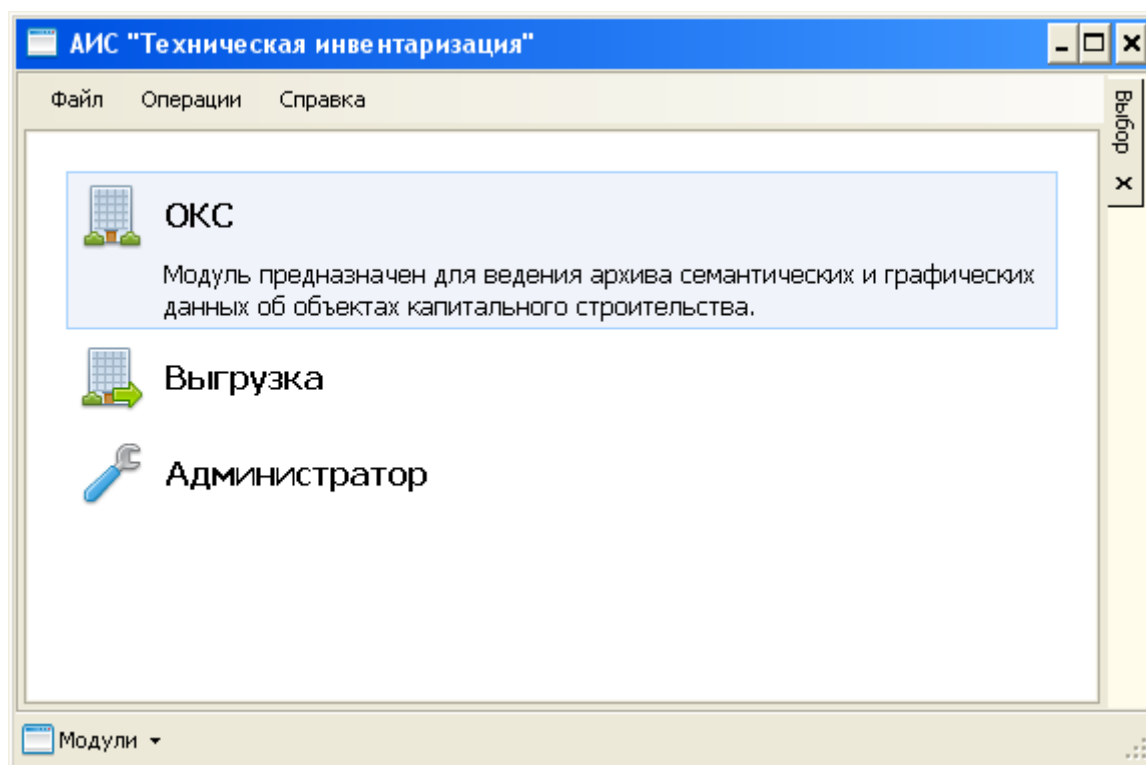 АИС "Техническая инвентаризация"
Файл Операции Справка
Выбор
ОКС
Модуль предназначен для ведения архива семантических и графических
данных об объектах капитального строительства.
Выгрузка
Администратор
Модули